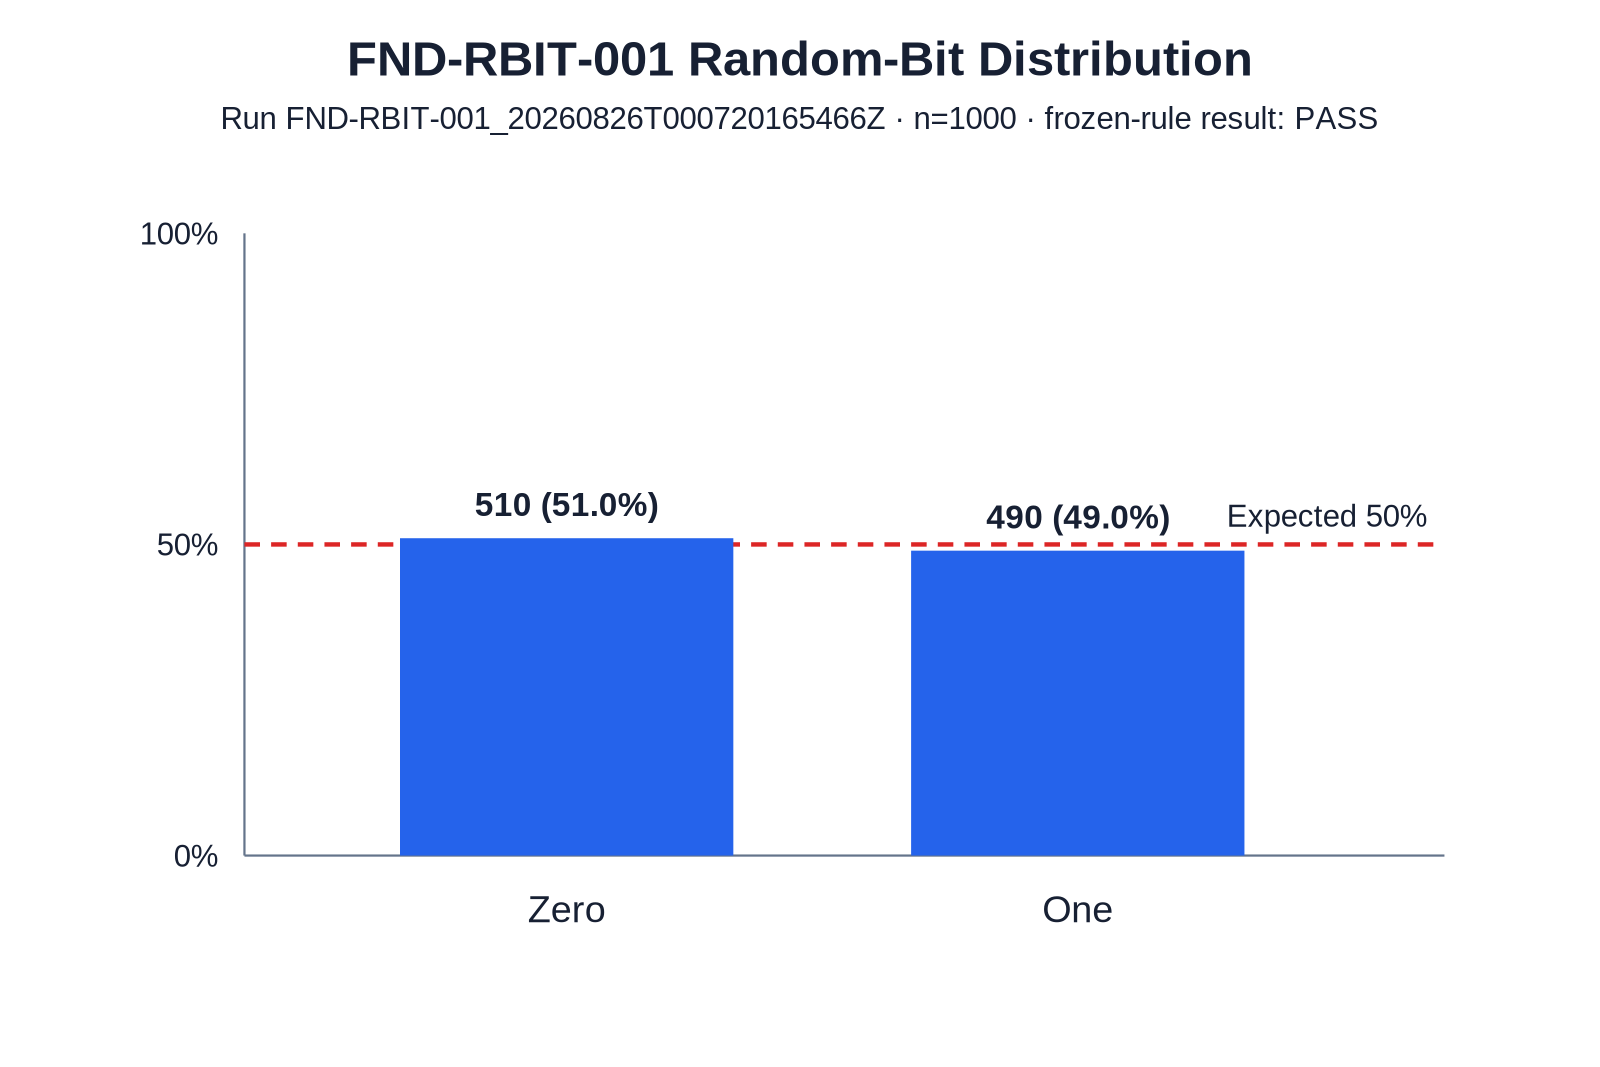 FND-RBIT-001 Random-Bit Distribution
Run FND-RBIT-001_20260826T000720165466Z · n=1000 · frozen-rule result: PASS
100%
510 (51.0%)
490 (49.0%)
Expected 50%
50%
0%
Zero
One